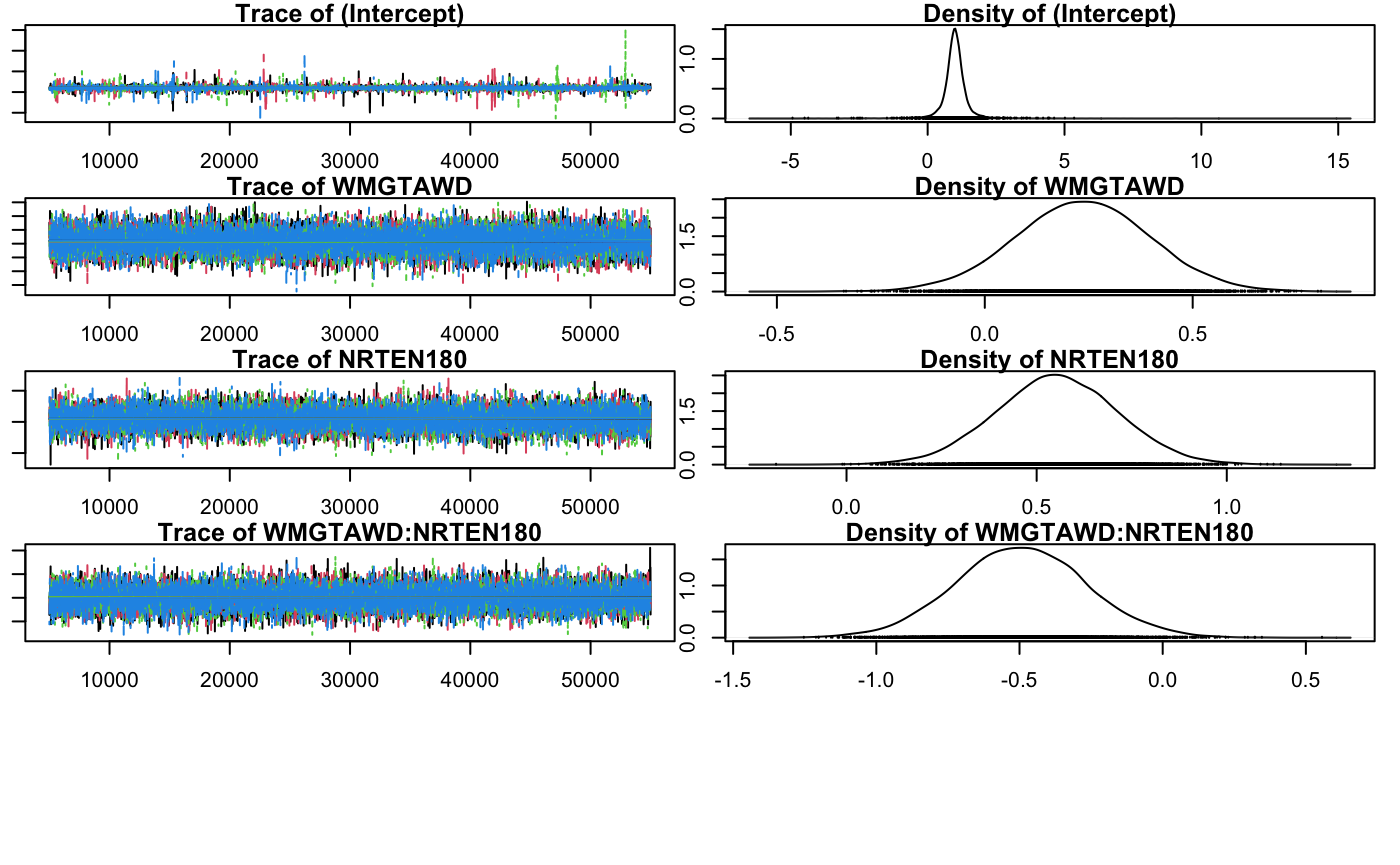 Trace of (Intercept)
Density of (Intercept)
0.0 1.0
10000 20000 30000 40000 50000
-5 0 5 10 15
Trace of WMGTAWD
Density of WMGTAWD
0.0 1.5
10000 20000 30000 40000 50000
-0.5 0.0 0.5
Trace of NRTEN180
Density of NRTEN180
0.0 1.5
10000 20000 30000 40000 50000
0.0 0.5 1.0
Trace of WMGTAWD:NRTEN180
Density of WMGTAWD:NRTEN180
0.0 1.0
10000 20000 30000 40000 50000
-1.5 -1.0 -0.5 0.0 0.5